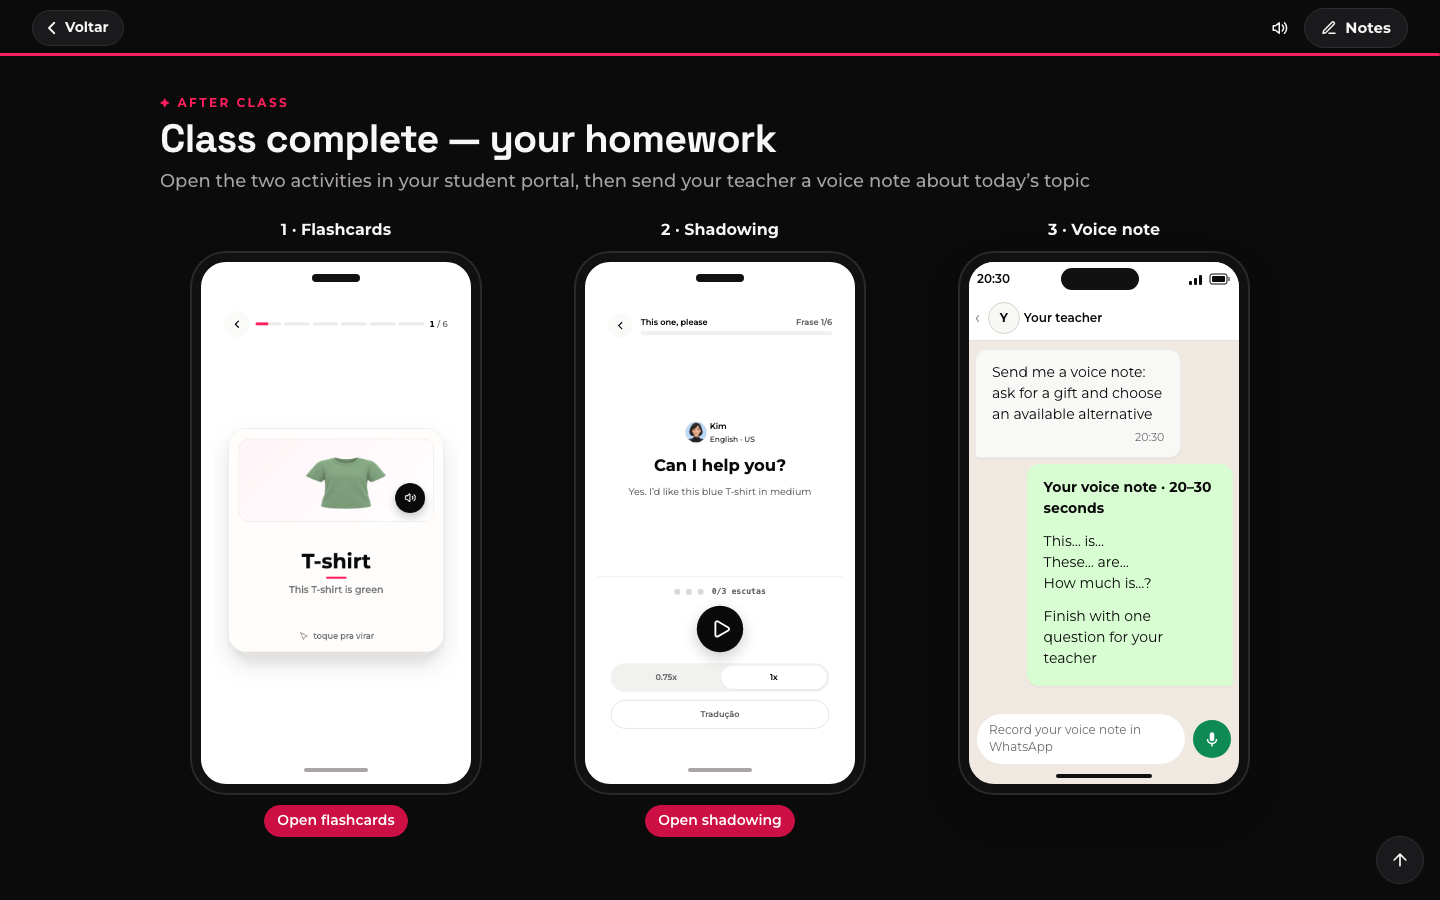 Voltar
Notes
AFTER CLASS
Class complete — your homework
Open the two activities in your student portal, then send your teacher a voice note about today's topic
1 · Flashcards
1 / 6
T-shirt
This T-shirt is green
toque pra virar
Open flashcards
2 · Shadowing
This one, please
Frase 1/6
Kim
English · US
Can I help you?
Yes. I'd like this blue T-shirt in medium
0/3 escutas
0.75x
1x
Tradução
Open shadowing
3 · Voice note
20:30
Y
Your teacher
Send me a voice note:
ask for a gift and choose
an available alternative
20:30
Your voice note · 20–30
seconds
This... is...
These... are...
How much is...?
Finish with one
question for your
teacher
Record your voice note in
WhatsApp